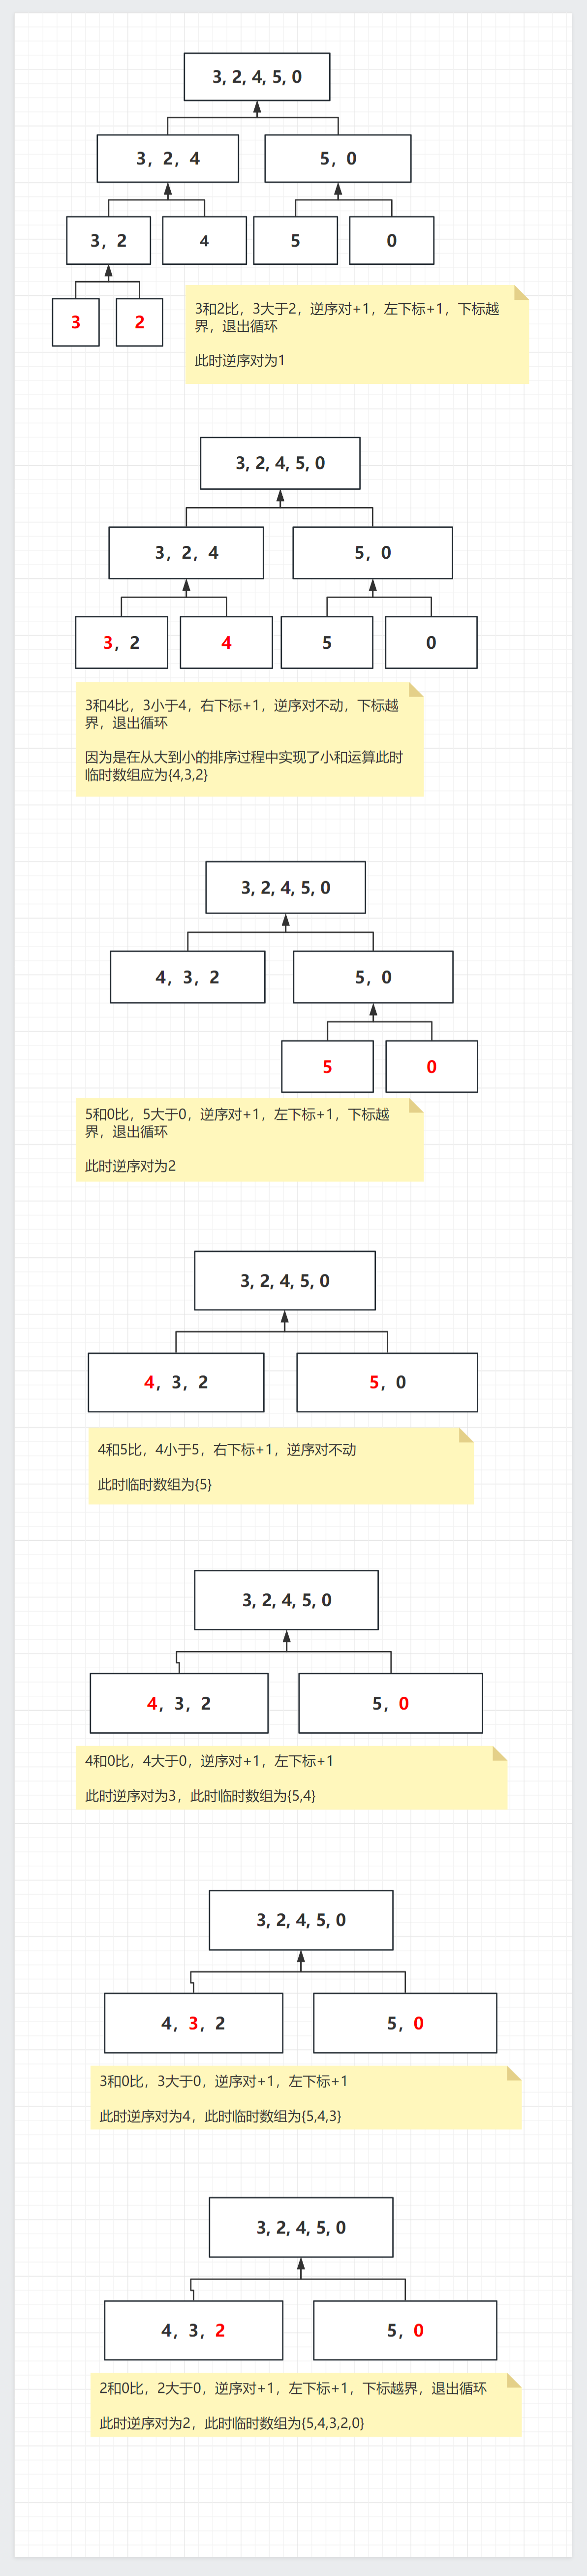 3, 2, 4, 5, 0
3，2，4
5，0
3，2
4
5
0
3
2
3和2比，3大于2，逆序对+1，左下标+1，下标越
界，退出循环
此时逆序对为1
3, 2, 4, 5, 0
3，2，4
5，0
3，2
4
5
0
3和4比，3小于4，右下标+1，逆序对不动，下标越
界，退出循环
因为是在从大到小的排序过程中实现了小和运算此时
临时数组应为{4,3,2}
3, 2, 4, 5, 0
4，3，2
5，0
5
0
5和0比，5大于0，逆序对+1，左下标+1，下标越
界，退出循环
此时逆序对为2
3, 2, 4, 5, 0
4，3，2
5，0
4和5比，4小于5，右下标+1，逆序对不动
此时临时数组为{5}
3, 2, 4, 5, 0
4，3，2
5，0
4和0比，4大于0，逆序对+1，左下标+1
此时逆序对为3，此时临时数组为{5,4}
3, 2, 4, 5, 0
4，3，2
5，0
3和0比，3大于0，逆序对+1，左下标+1
此时逆序对为4，此时临时数组为{5,4,3}
3, 2, 4, 5, 0
4，3，2
5，0
2和0比，2大于0，逆序对+1，左下标+1，下标越界，退出循环
此时逆序对为2，此时临时数组为{5,4,3,2,0}